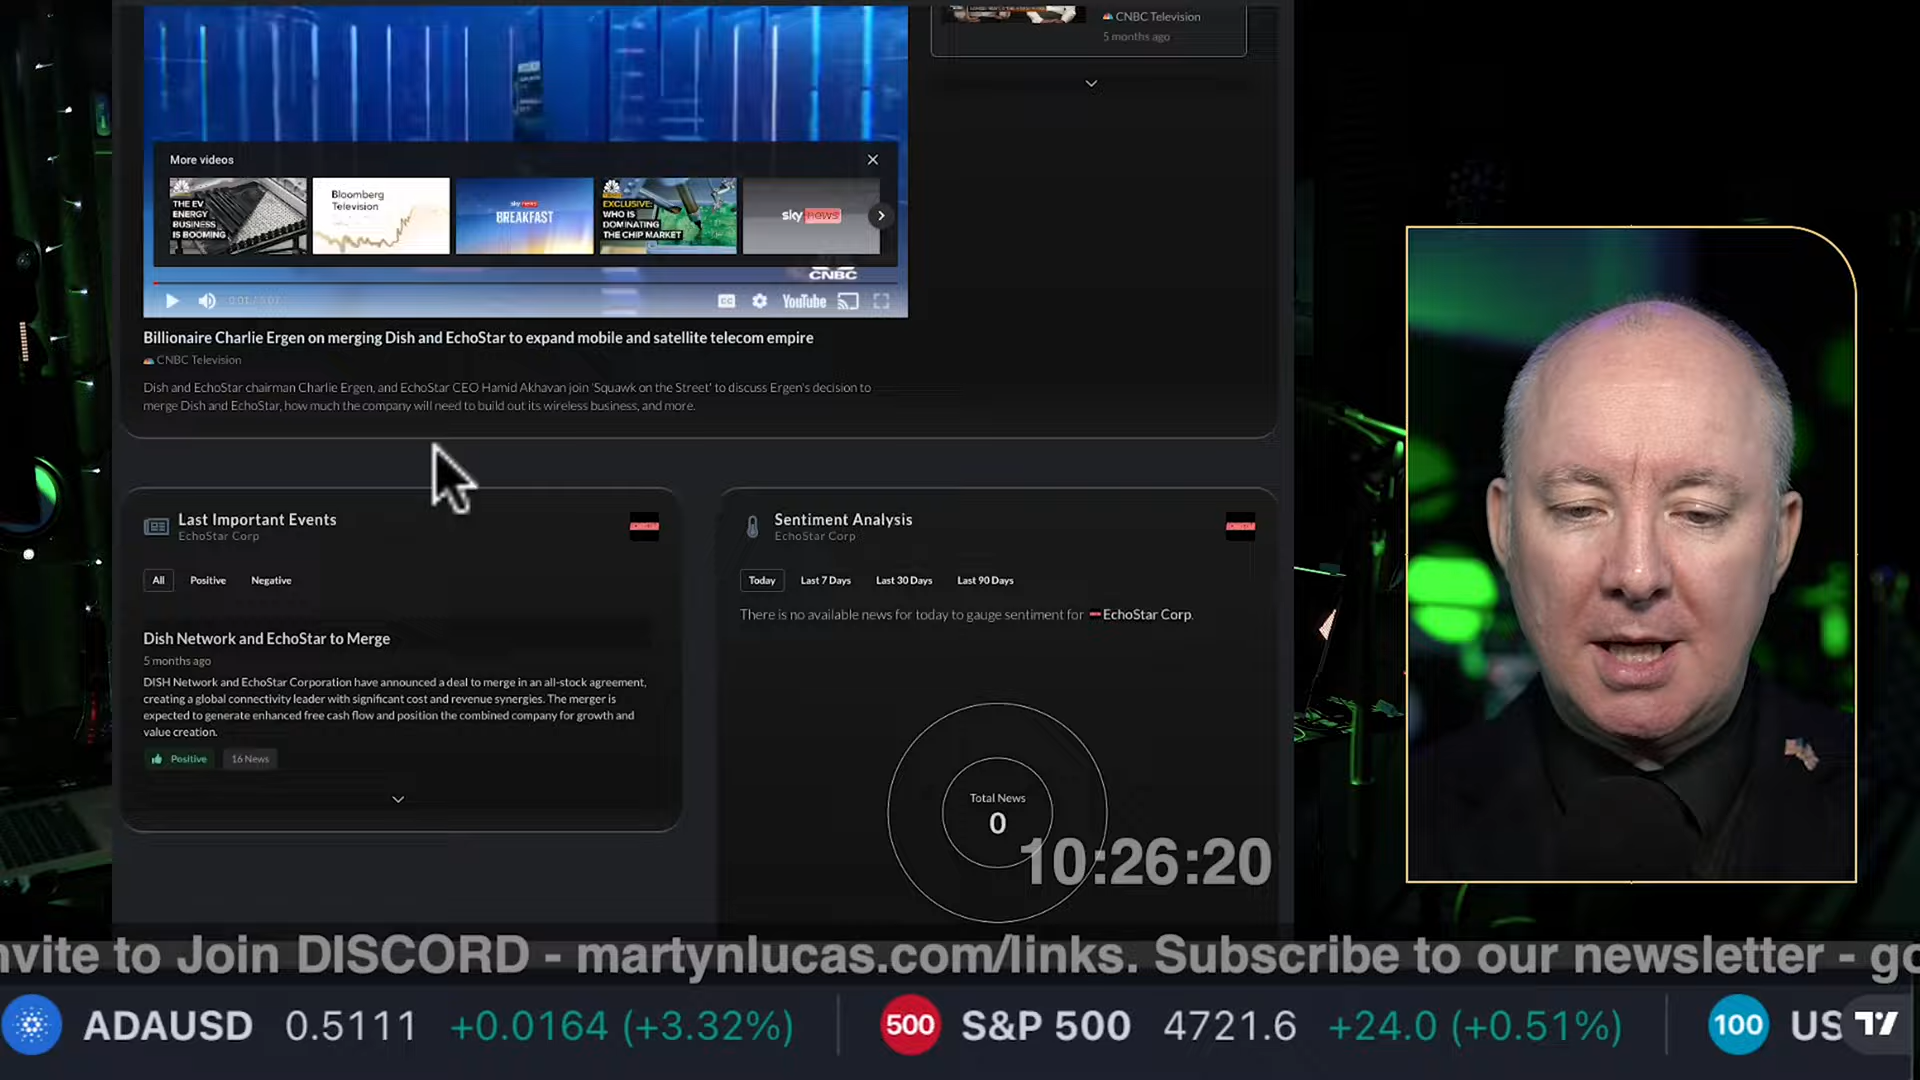 CNBC Television
5 months ago
More videos
THE EV
ENERGY
BUSINESS
IS BOOMING
Bloomberg
Television
sky news
BREAKFAST
EXCLUSIVE:
WHO IS
DOMINATING
THE CHIP MARKET
sky news
CNBC
CC
YouTube
Billionaire Charlie Ergen on merging Dish and EchoStar to expand mobile and satellite telecom empire
CNBC Television
Dish and EchoStar chairman Charlie Ergen, and EchoStar CEO Hamid Akhavan join 'Squawk on the Street' to discuss Ergen's decision to
merge Dish and EchoStar, how much the company will need to build out its wireless business, and more.
Last Important Events
EchoStar Corp
All Positive Negative
Dish Network and EchoStar to Merge
5 months ago
DISH Network and EchoStar Corporation have announced a deal to merge in an all-stock agreement,
creating a global connectivity leader with significant cost and revenue synergies. The merger is
expected to generate enhanced free cash flow and position the combined company for growth and
value creation.
Positive 16 News
Sentiment Analysis
EchoStar Corp
Today Last 7 Days Last 30 Days Last 90 Days
There is no available news for today to gauge sentiment for EchoStar Corp.
Total News
0
10:26:20
nvite to Join DISCORD - martynlucas.com/links. Subscribe to our newsletter - go
ADAUSD 0.5111 +0.0164 (+3.32%) 500 S&P 500 4721.6 +24.0 (+0.51%) 100 US